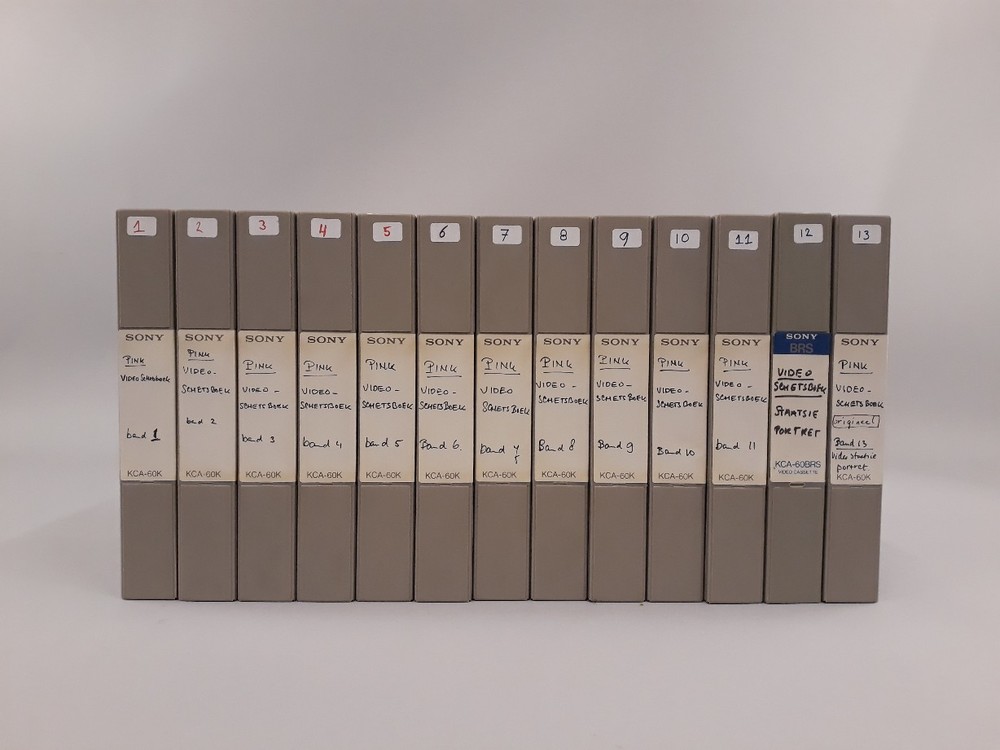 1
SONY
PINK
VIDEO Schetsboek
band 1
KCA-60K
2
SONY
PINK
VIDEO-
SCHETSBOEK
band 2
KCA-60K
3
SONY
PINK
VIDEO-
SCHETSBOEK
band 3
KCA-60K
4
SONY
PINK
VIDEO-
SCHETSBOEK
band 4
KCA-60K
5
SONY
PINK
VIDEO-
SCHETSBOEK
band 5
KCA-60K
6
SONY
PINK
VIDEO-
SCHETSBOEK
Band 6.
KCA-60K
7
SONY
PINK
VIDEO-
SCHETSBOEK
band 7
KCA-60K
8
SONY
PINK
VIDEO-
SCHETSBOEK
Band 8
KCA-60K
9
SONY
PINK
VIDEO-
SCHETSBOEK
Band 9
KCA-60K
10
SONY
PINK
VIDEO-
SCHETSBOEK
Band 10
KCA-60K
11
SONY
PINK
VIDEO-
SCHETSBOEK
band 11
KCA-60K
12
SONY
BRS
VIDEO
SCHETSBOEK
STAATSIE
PORTRET
KCA-60BRS
VIDEO CASSETTE
13
SONY
PINK
VIDEO-
SCHETSBOEK
origineel
Band 13
Video staatsie
portret.
KCA-60K